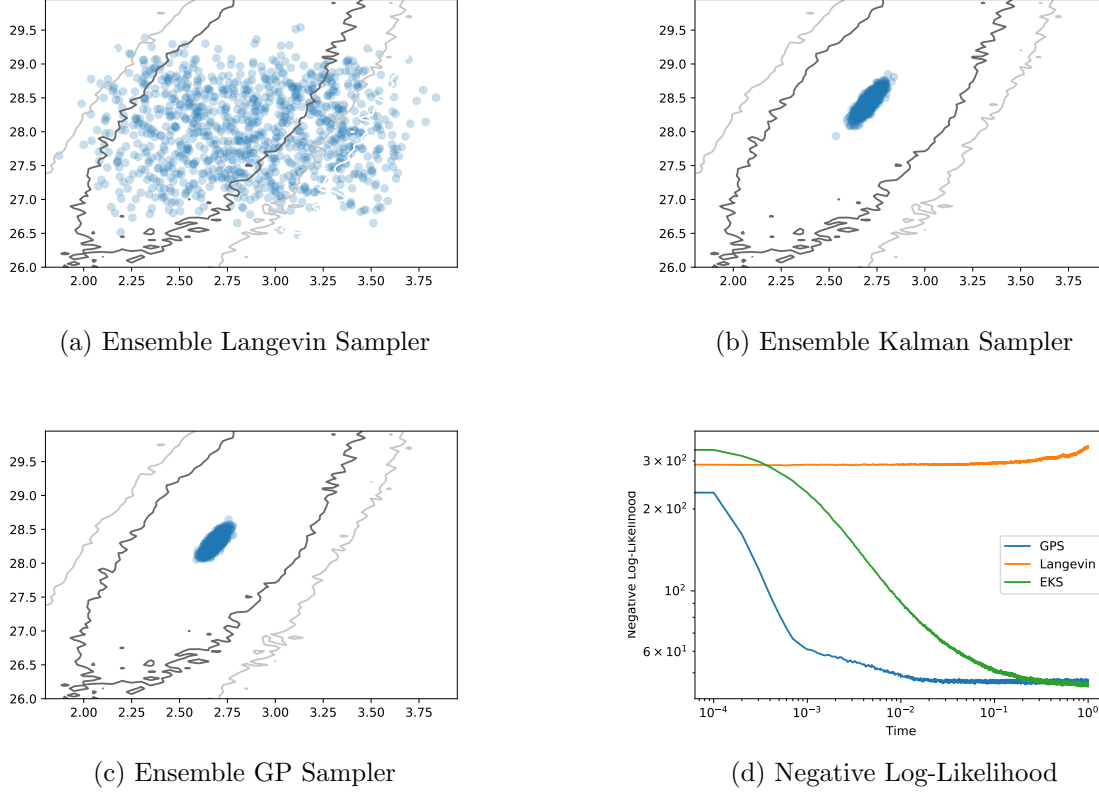 29.5
29.0
28.5
28.0
27.5
27.0
26.5
26.0
2.00 2.25 2.50 2.75 3.00 3.25 3.50 3.75
(a) Ensemble Langevin Sampler
29.5
29.0
28.5
28.0
27.5
27.0
26.5
26.0
2.00 2.25 2.50 2.75 3.00 3.25 3.50 3.75
(b) Ensemble Kalman Sampler
29.5
29.0
28.5
28.0
27.5
27.0
26.5
26.0
2.00 2.25 2.50 2.75 3.00 3.25 3.50 3.75
(c) Ensemble GP Sampler
Negative Log-Likelihood
3 × 10²
2 × 10²
10²
6 × 10¹
GPS
Langevin
EKS
10⁻⁴ 10⁻³ 10⁻² 10⁻¹ 10⁰
Time
(d) Negative Log-Likelihood